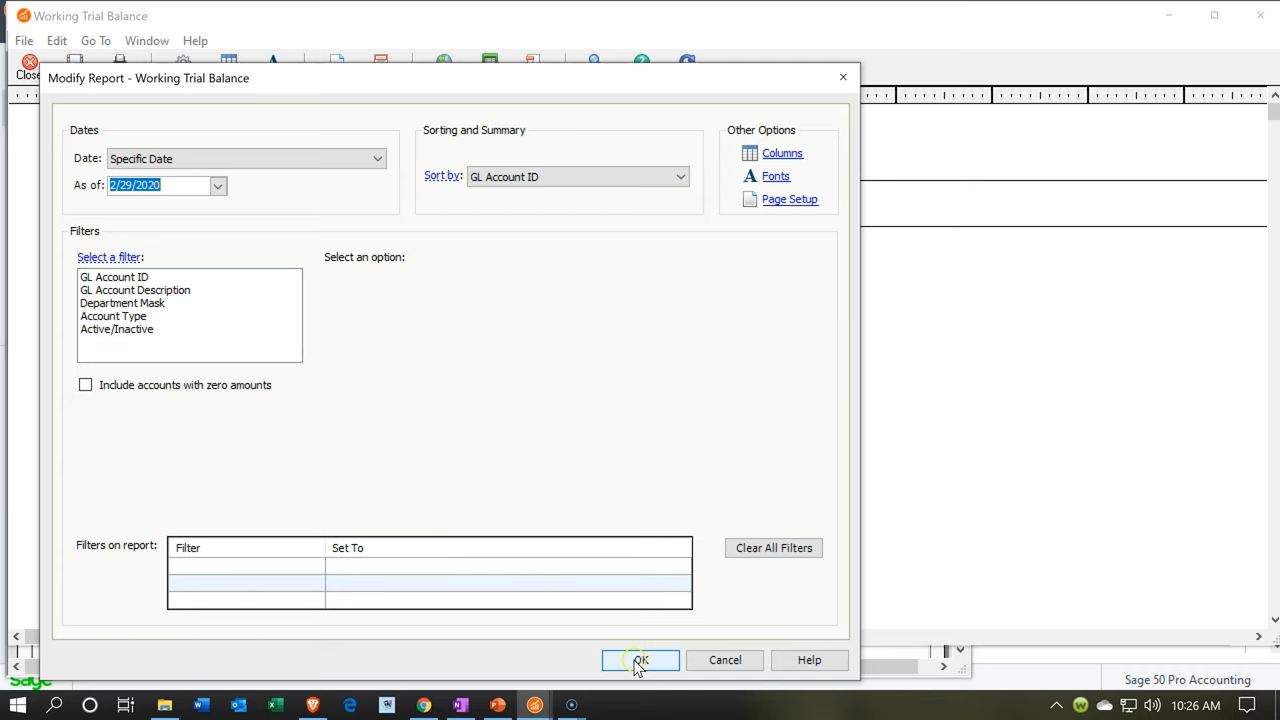 Working Trial Balance
File Edit Go To Window Help
Close
Modify Report - Working Trial Balance
Dates
Date: Specific Date
As of: 2/29/2020
Sorting and Summary
Sort by: GL Account ID
Other Options
Columns
Fonts
Page Setup
Filters
Select a filter:
Select an option:
GL Account ID
GL Account Description
Department Mask
Account Type
Active/Inactive
Include accounts with zero amounts
Filters on report:
Filter Set To
Clear All Filters
OK Cancel Help
sage
Sage 50 Pro Accounting
10:26 AM